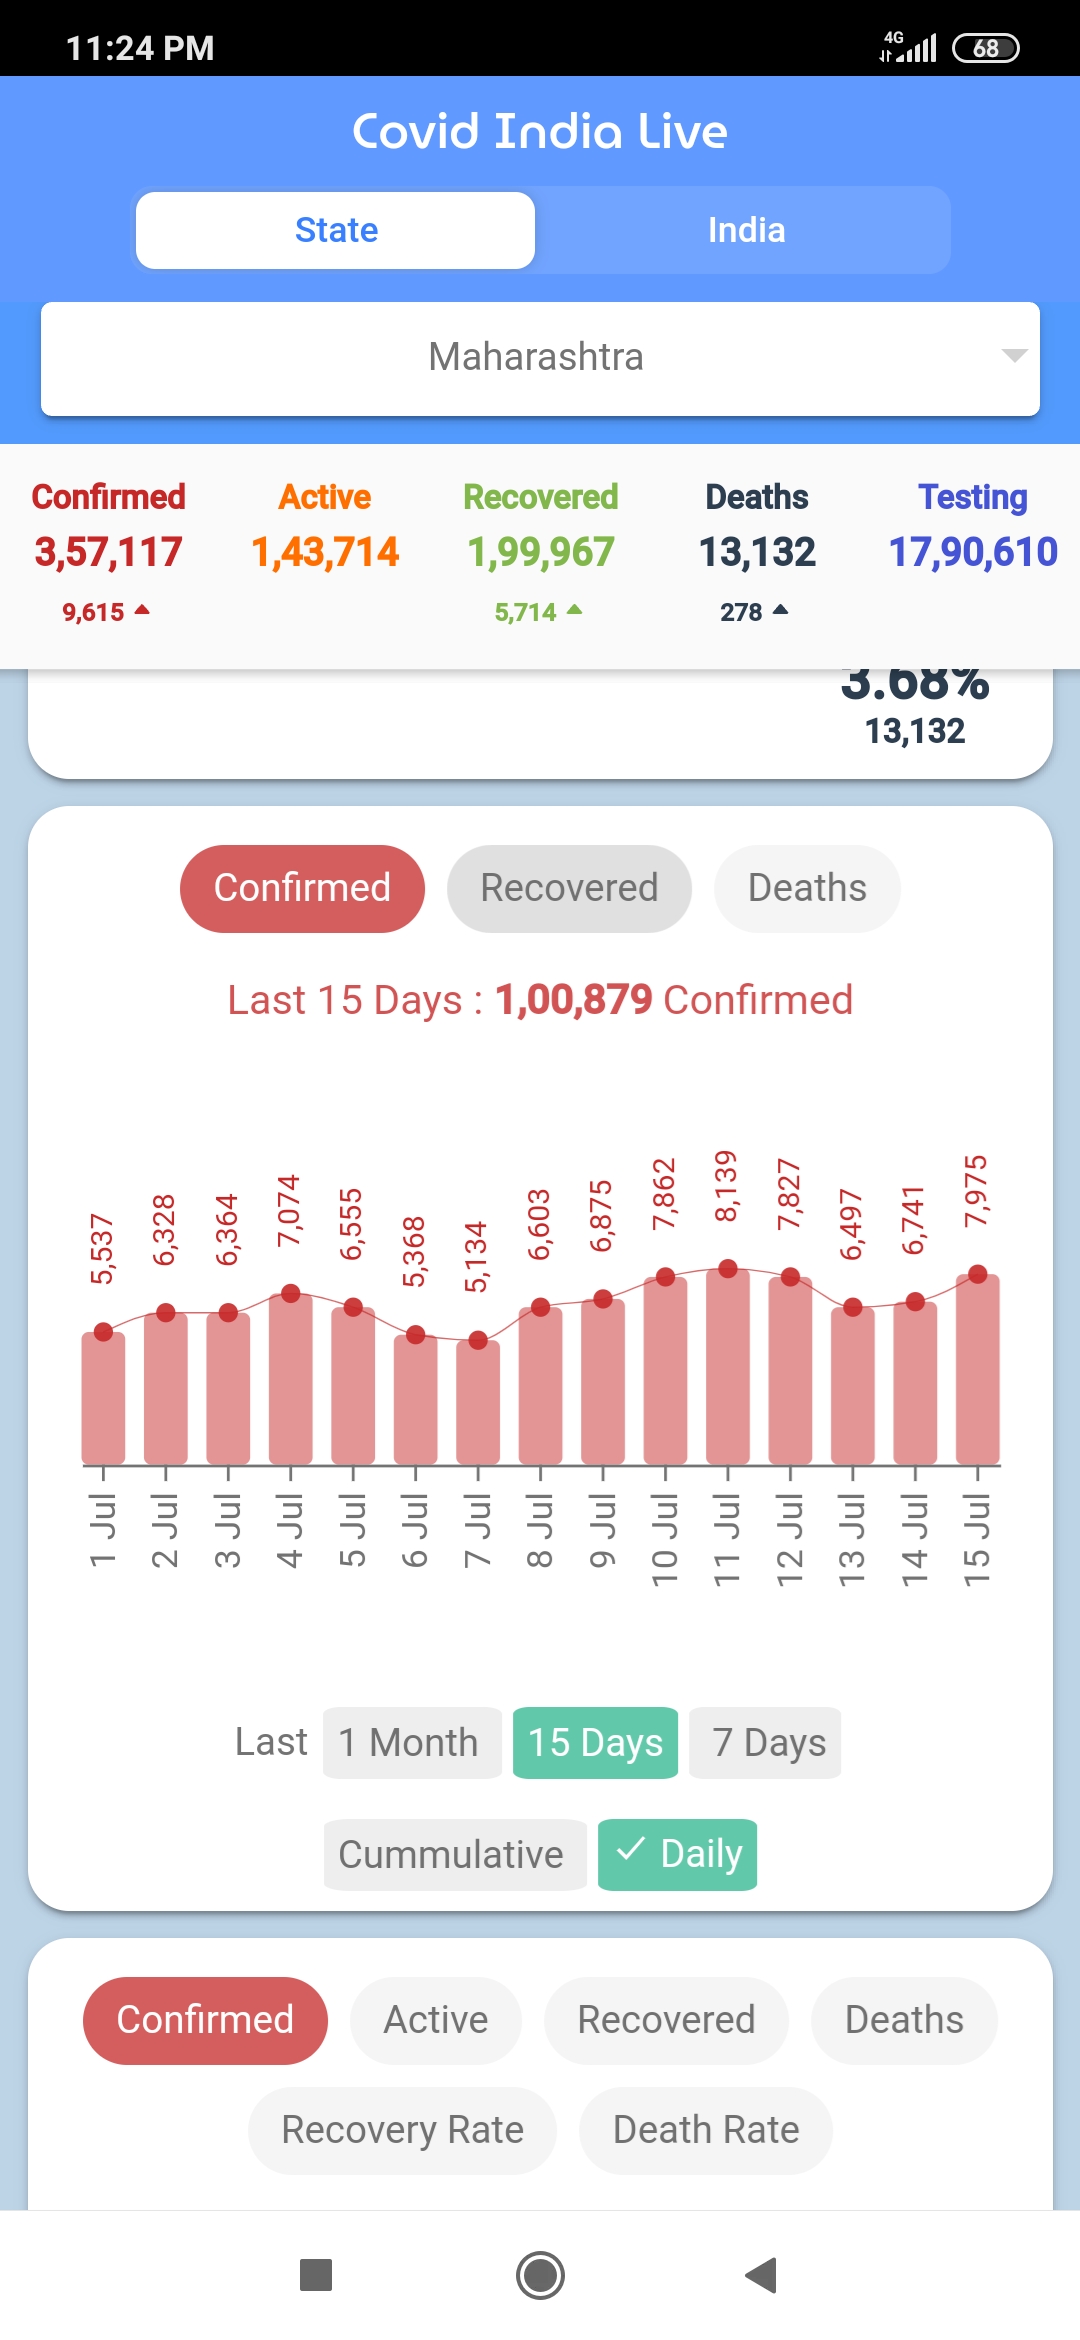 11:24 PM 4G 68
Covid India Live
State India
Maharashtra
Confirmed Active Recovered Deaths Testing
3,57,117 1,43,714 1,99,967 13,132 17,90,610
9,615 5,714 278
3.68%
13,132
Confirmed Recovered Deaths
Last 15 Days : 1,00,879 Confirmed
5,537 6,328 6,364 7,074 6,555 5,368 5,134 6,603 6,875 7,862 8,139 7,827 6,497 6,741 7,975
1 Jul 2 Jul 3 Jul 4 Jul 5 Jul 6 Jul 7 Jul 8 Jul 9 Jul 10 Jul 11 Jul 12 Jul 13 Jul 14 Jul 15 Jul
Last 1 Month 15 Days 7 Days
Cummulative Daily
Confirmed Active Recovered Deaths
Recovery Rate Death Rate